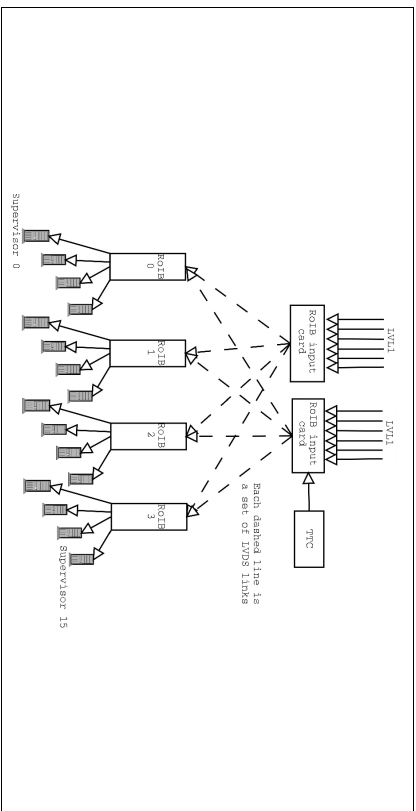 LVL1
LVL1
RoIB input
card
RoIB input
card
TTC
Each dashed line is
a set of LVDS links
RoIB
0
RoIB
1
RoIB
2
RoIB
3
Supervisor 0
Supervisor 15